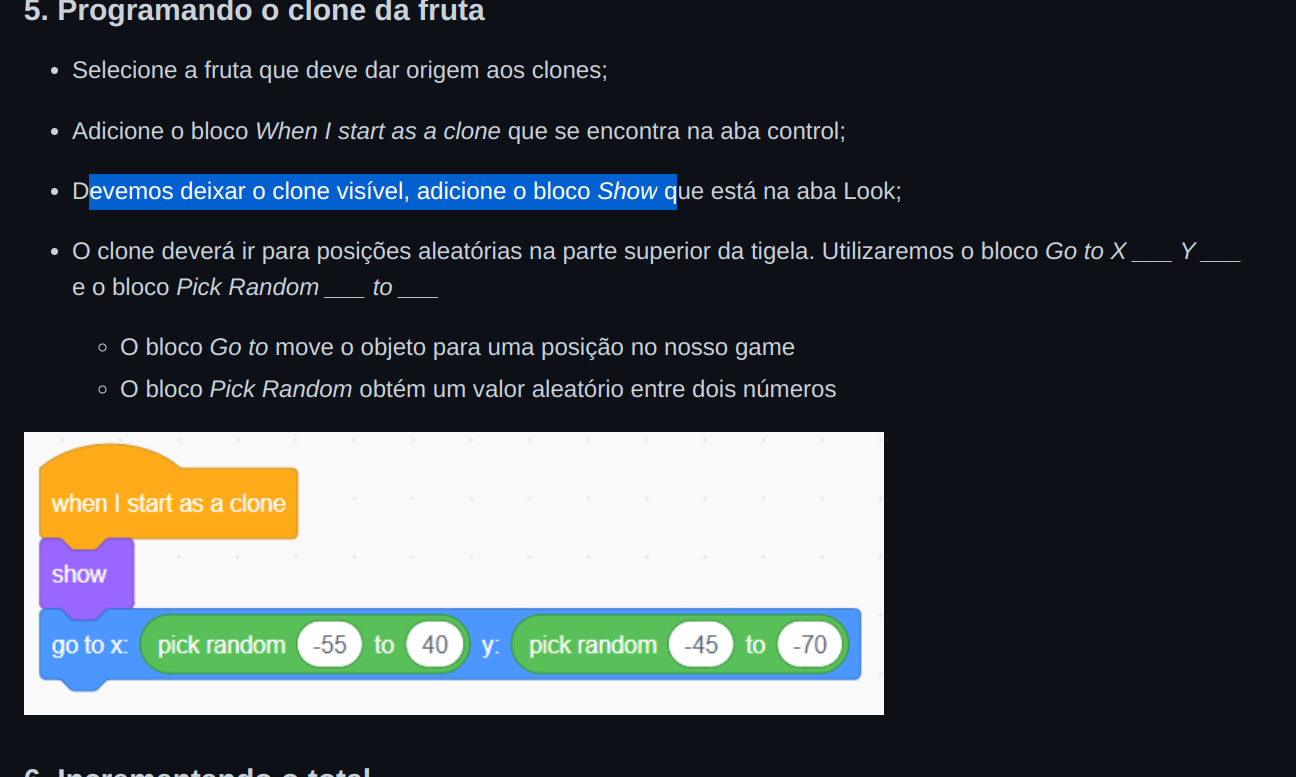 5. Programando o clone da fruta
• Selecione a fruta que deve dar origem aos clones;
• Adicione o bloco When I start as a clone que se encontra na aba control;
• Devemos deixar o clone visível, adicione o bloco Show que está na aba Look;
• O clone deverá ir para posições aleatórias na parte superior da tigela. Utilizaremos o bloco Go to X ___ Y ___
e o bloco Pick Random ___ to ___
◦ O bloco Go to move o objeto para uma posição no nosso game
◦ O bloco Pick Random obtém um valor aleatório entre dois números
when I start as a clone
show
go to x: pick random -55 to 40 y: pick random -45 to -70
6. Incrementando o total